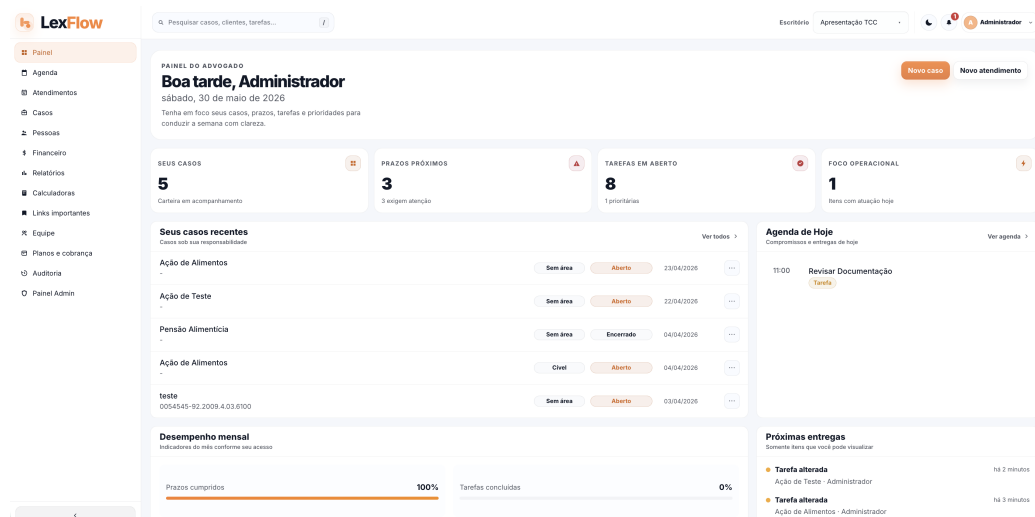 LexFlow
Pesquisar casos, clientes, tarefas...
/
Escritório
Apresentação TCC
1
A
Administrador
Painel
Agenda
Atendimentos
Casos
Pessoas
Financeiro
Relatórios
Calculadoras
Links importantes
Equipe
Planos e cobrança
Auditoria
Painel Admin
PAINEL DO ADVOGADO
Boa tarde, Administrador
sábado, 30 de maio de 2026
Tenha em foco seus casos, prazos, tarefas e prioridades para
conduzir a semana com clareza.
Novo caso
Novo atendimento
SEUS CASOS
5
Carteira em acompanhamento
PRAZOS PRÓXIMOS
3
3 exigem atenção
TAREFAS EM ABERTO
8
1 prioritárias
FOCO OPERACIONAL
1
Itens com atuação hoje
Seus casos recentes
Casos sob sua responsabilidade
Ver todos
Ação de Alimentos
-
Sem área Aberto 23/04/2026
Ação de Teste
-
Sem área Aberto 22/04/2026
Pensão Alimentícia
-
Sem área Encerrado 04/04/2026
Ação de Alimentos
-
Cível Aberto 04/04/2026
teste
0054545-92.2009.4.03.6100
Sem área Aberto 03/04/2026
Agenda de Hoje
Compromissos e entregas de hoje
Ver agenda
11:00 Revisar Documentação
Tarefa
Desempenho mensal
Indicadores do mês conforme seu acesso
Prazos cumpridos 100%
Tarefas concluídas 0%
Próximas entregas
Somente itens que você pode visualizar
Tarefa alterada há 2 minutos
Ação de Teste · Administrador
Tarefa alterada há 3 minutos
Ação de Alimentos · Administrador